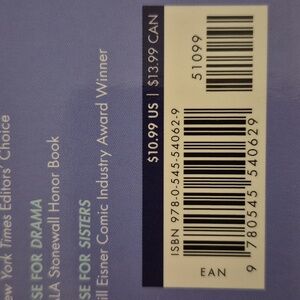 ew York Times Editors' Choice
SE FOR DRAMA
ALA Stonewall Honor Book
SE FOR SISTERS
ill Eisner Comic Industry Award Winner
$10.99 US | $13.99 CAN
ISBN 978-0-545-54062-9
51099
9 780545 540629
EAN